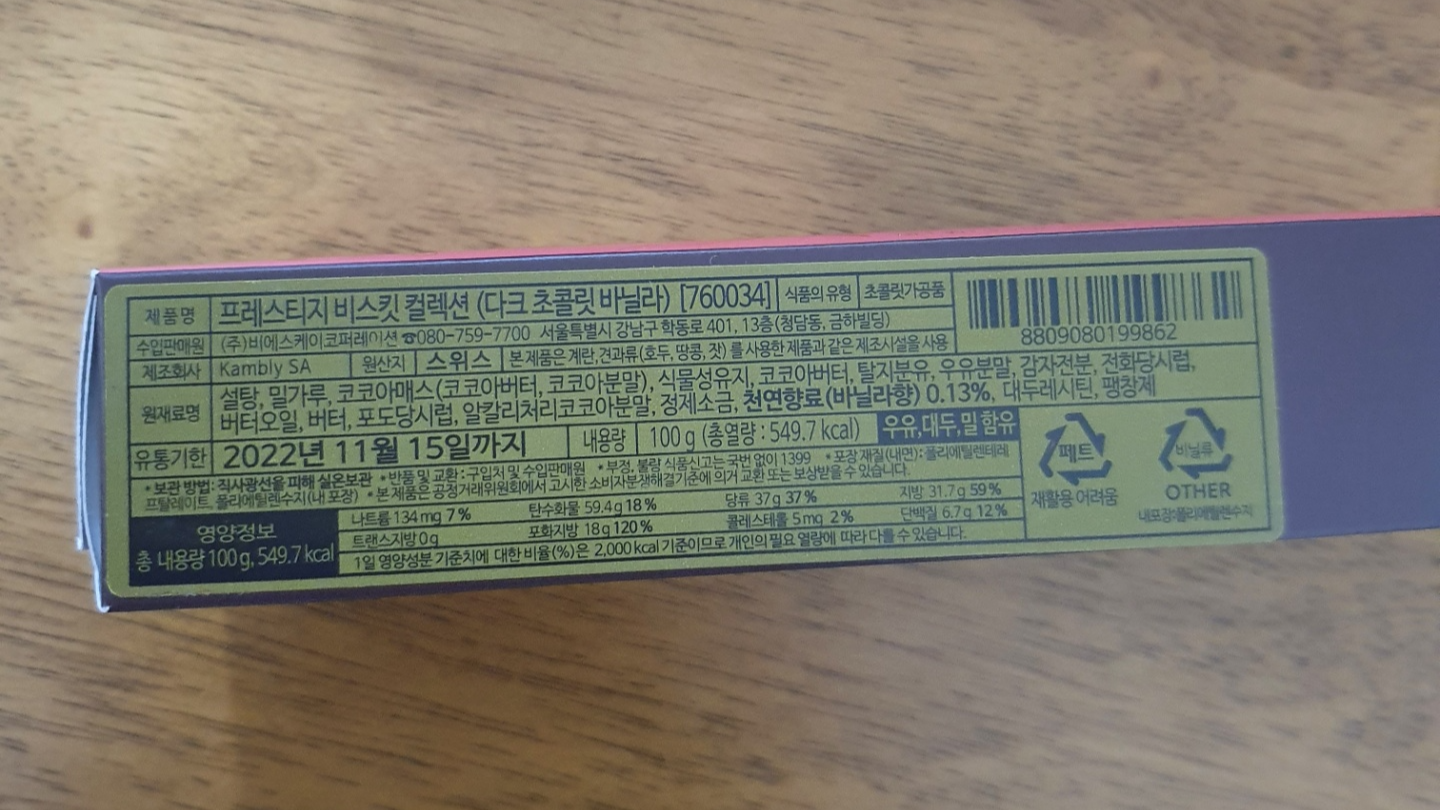 제품명 프레스티지 비스킷 컬렉션 (다크 초콜릿 바닐라) [760034] 식품의 유형 초콜릿가공품
수입판매원 (주)비에스케이코퍼레이션 ☎080-759-7700 서울특별시 강남구 학동로 401, 13층 (청담동, 금하빌딩)
8809080199862
제조회사 Kambly SA 원산지 스위스 본 제품은 계란,견과류(호두, 땅콩, 잣) 를 사용한 제품과 같은 제조시설을 사용
원재료명 설탕, 밀가루, 코코아매스(코코아버터, 코코아분말), 식물성유지, 코코아버터, 탈지분유, 우유분말, 감자전분, 전화당시럽,
버터오일, 버터, 포도당시럽, 알칼리처리코코아분말, 정제소금, 천연향료(바닐라향) 0.13%, 대두레시틴, 팽창제
유통기한 2022년 11월 15일까지 내용량 100 g (총열량 : 549.7 kcal) 우유,대두,밀 함유
*보관 방법: 직사광선을 피해 실온보관 *반품 및 교환 : 구입처 및 수입판매원 *부정, 불량 식품신고는 국번 없이 1399 *포장 재질(내면): 폴리에틸렌테레
프탈레이트, 폴리에틸렌수지(내 포장) *본 제품은 공정거래위원회에서 고시한 소비자분쟁해결기준에 의거 교환 또는 보상받을 수 있습니다.
영양정보
총 내용량 100 g, 549.7 kcal
나트륨 134 mg 7% 탄수화물 59.4 g 18% 당류 37 g 37% 지방 31.7 g 59%
트랜스지방 0 g 포화지방 18 g 120% 콜레스테롤 5 mg 2% 단백질 6.7 g 12%
1일 영양성분 기준치에 대한 비율(%)은 2,000 kcal 기준이므로 개인의 필요 열량에 따라 다를 수 있습니다.
페트
재활용 어려움
비닐류
OTHER
내포장:폴리에틸렌수지